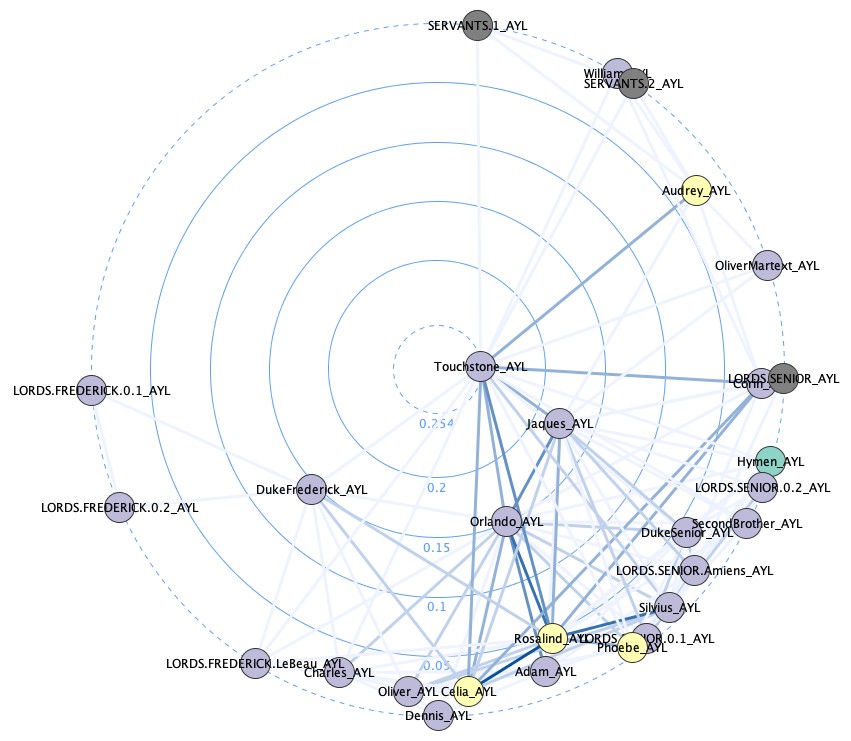 SERVANTS.1_AYL
William_AYL
SERVANTS.2_AYL
Audrey_AYL
OliverMartext_AYL
Touchstone_AYL
LORDS.SENIOR_AYL
Corin_
LORDS.FREDERICK.0.1_AYL
0.254
Jaques_AYL
Hymen_AYL
0.2
LORDS.SENIOR.0.2_AYL
DukeFrederick_AYL
LORDS.FREDERICK.0.2_AYL
Orlando_AYL
SecondBrother_AYL
DukeSenior_AYL
0.15
LORDS.SENIOR.Amiens_AYL
0.1
Silvius_AYL
Rosalind_AYL
LORDS.SENIOR.0.1_AYL
Phoebe_AYL
LORDS.FREDERICK.LeBeau_AYL
0.05
Charles_AYL
Adam_AYL
Oliver_AYL
Celia_AYL
Dennis_AYL